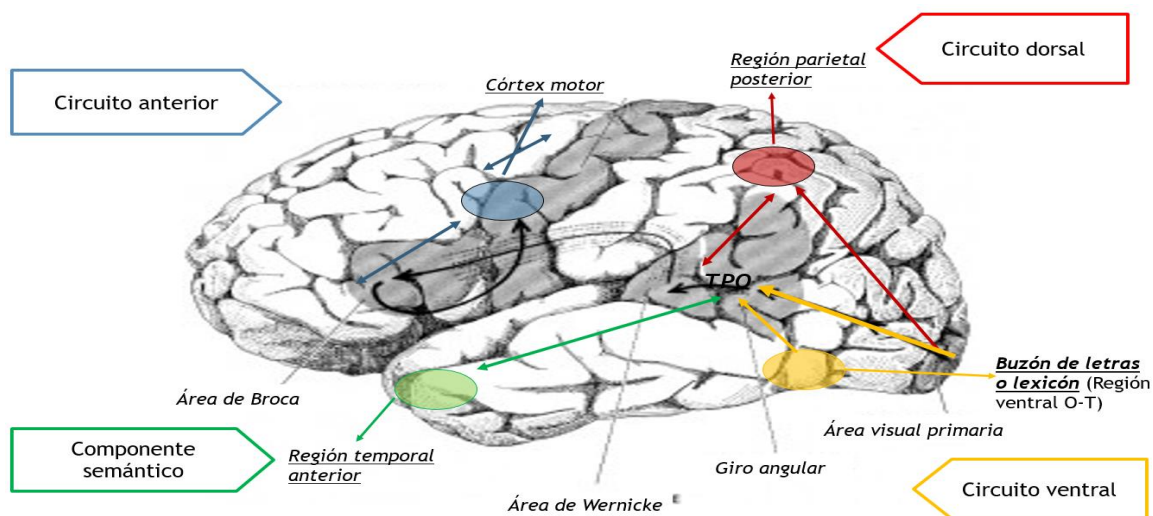 Circuito dorsal
Región parietal
posterior
Circuito anterior
Córtex motor
TPO
Buzón de letras
o lexicón (Región
ventral O-T)
Área de Broca
Área visual primaria
Componente
semántico
Región temporal
anterior
Giro angular
Área de Wernicke E
Circuito ventral